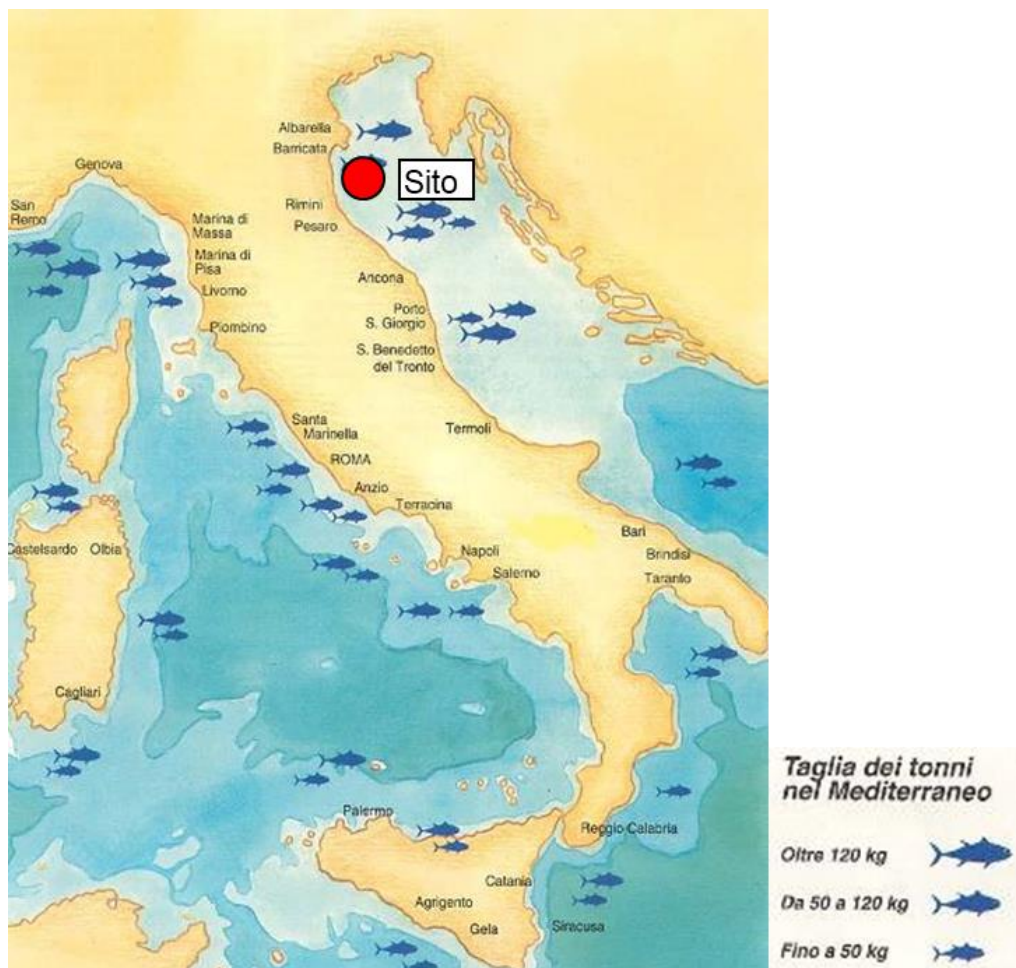 Genova
San
Remo
Marina di
Massa
Marina di
Pisa
Livorno
Piombino
Albarella
Barricata
Sito
Rimini
Pesaro
Ancona
Porto
S. Giorgio
S. Benedetto
del Tronto
Termoli
Santa
Marinella
ROMA
Anzio
Terracina
Napoli
Salerno
Bari
Brindisi
Taranto
Castelsardo
Olbia
Cagliari
Palermo
Reggio Calabria
Catania
Agrigento
Gela
Siracusa
Taglia dei tonni
nel Mediterraneo
Oltre 120 kg
Da 50 a 120 kg
Fino a 50 kg